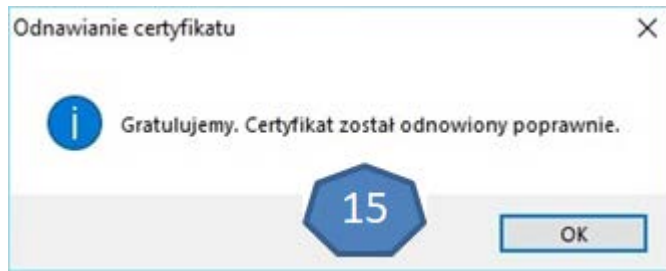 Odnawianie certyfikatu
Gratulujemy. Certyfikat został odnowiony poprawnie.
15
OK